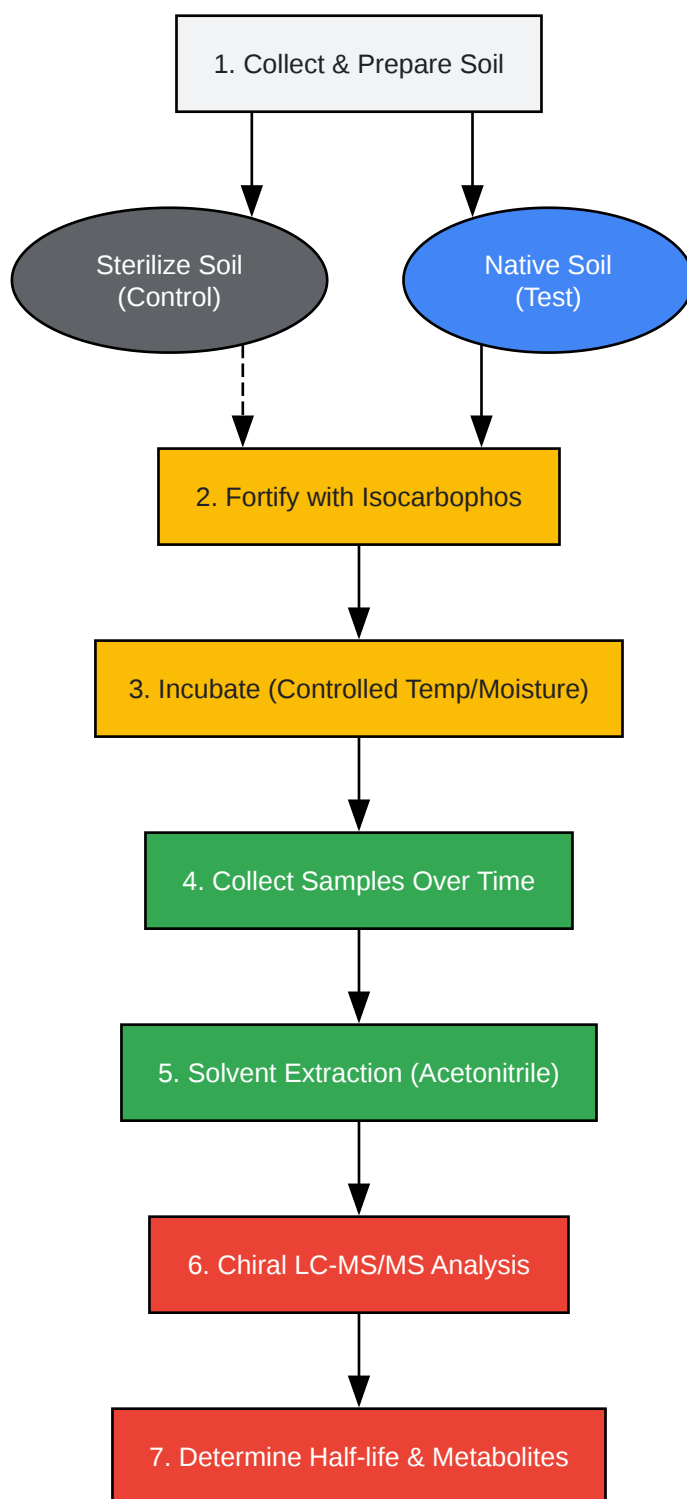 1. Collect & Prepare Soil
Sterilize Soil
(Control)
Native Soil
(Test)
2. Fortify with Isocarbophos
3. Incubate (Controlled Temp/Moisture)
4. Collect Samples Over Time
5. Solvent Extraction (Acetonitrile)
6. Chiral LC-MS/MS Analysis
7. Determine Half-life & Metabolites